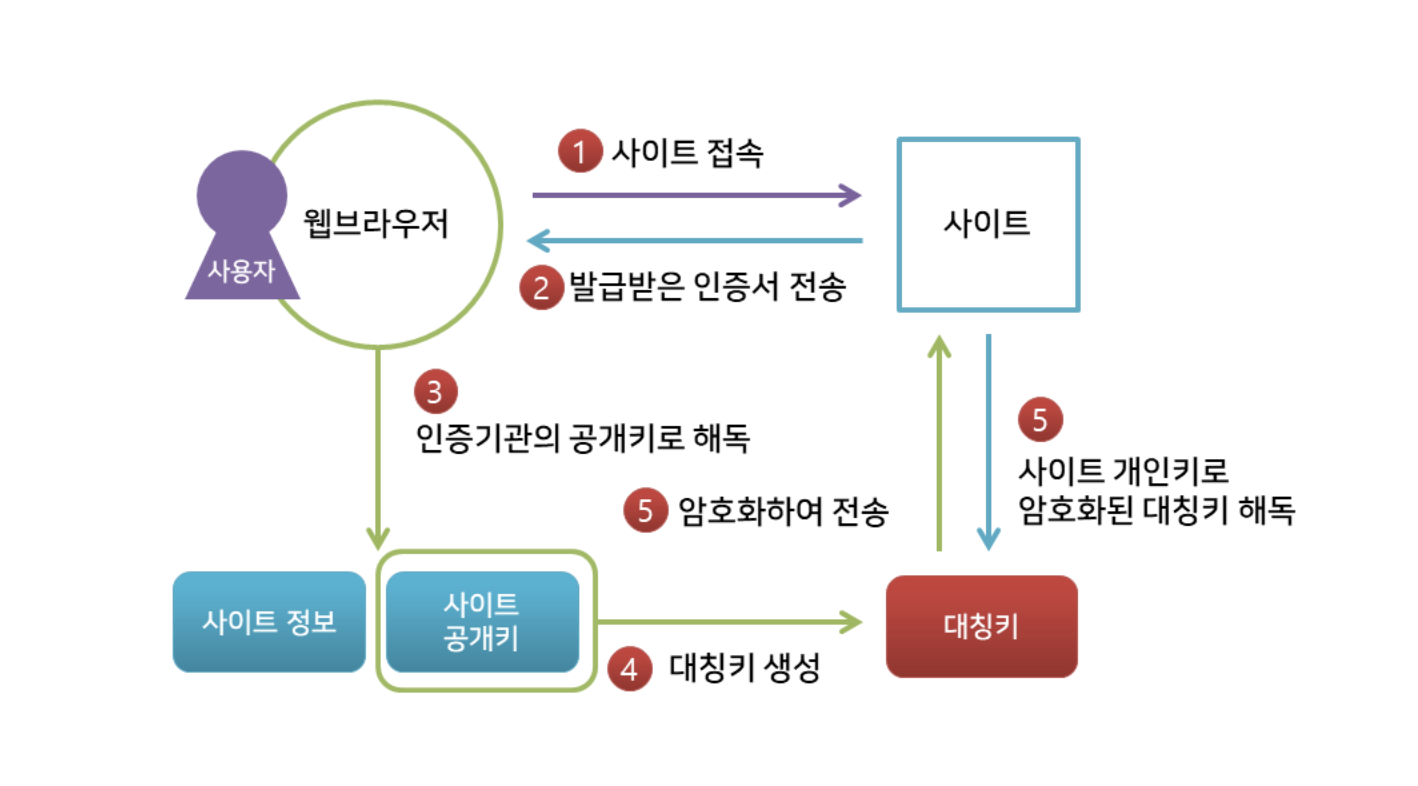 1 사이트 접속
웹브라우저
사용자
사이트
2 발급받은 인증서 전송
3
인증기관의 공개키로 해독
5 암호화하여 전송
5
사이트 개인키로
암호화된 대칭키 해독
사이트 정보
사이트
공개키
4 대칭키 생성
대칭키